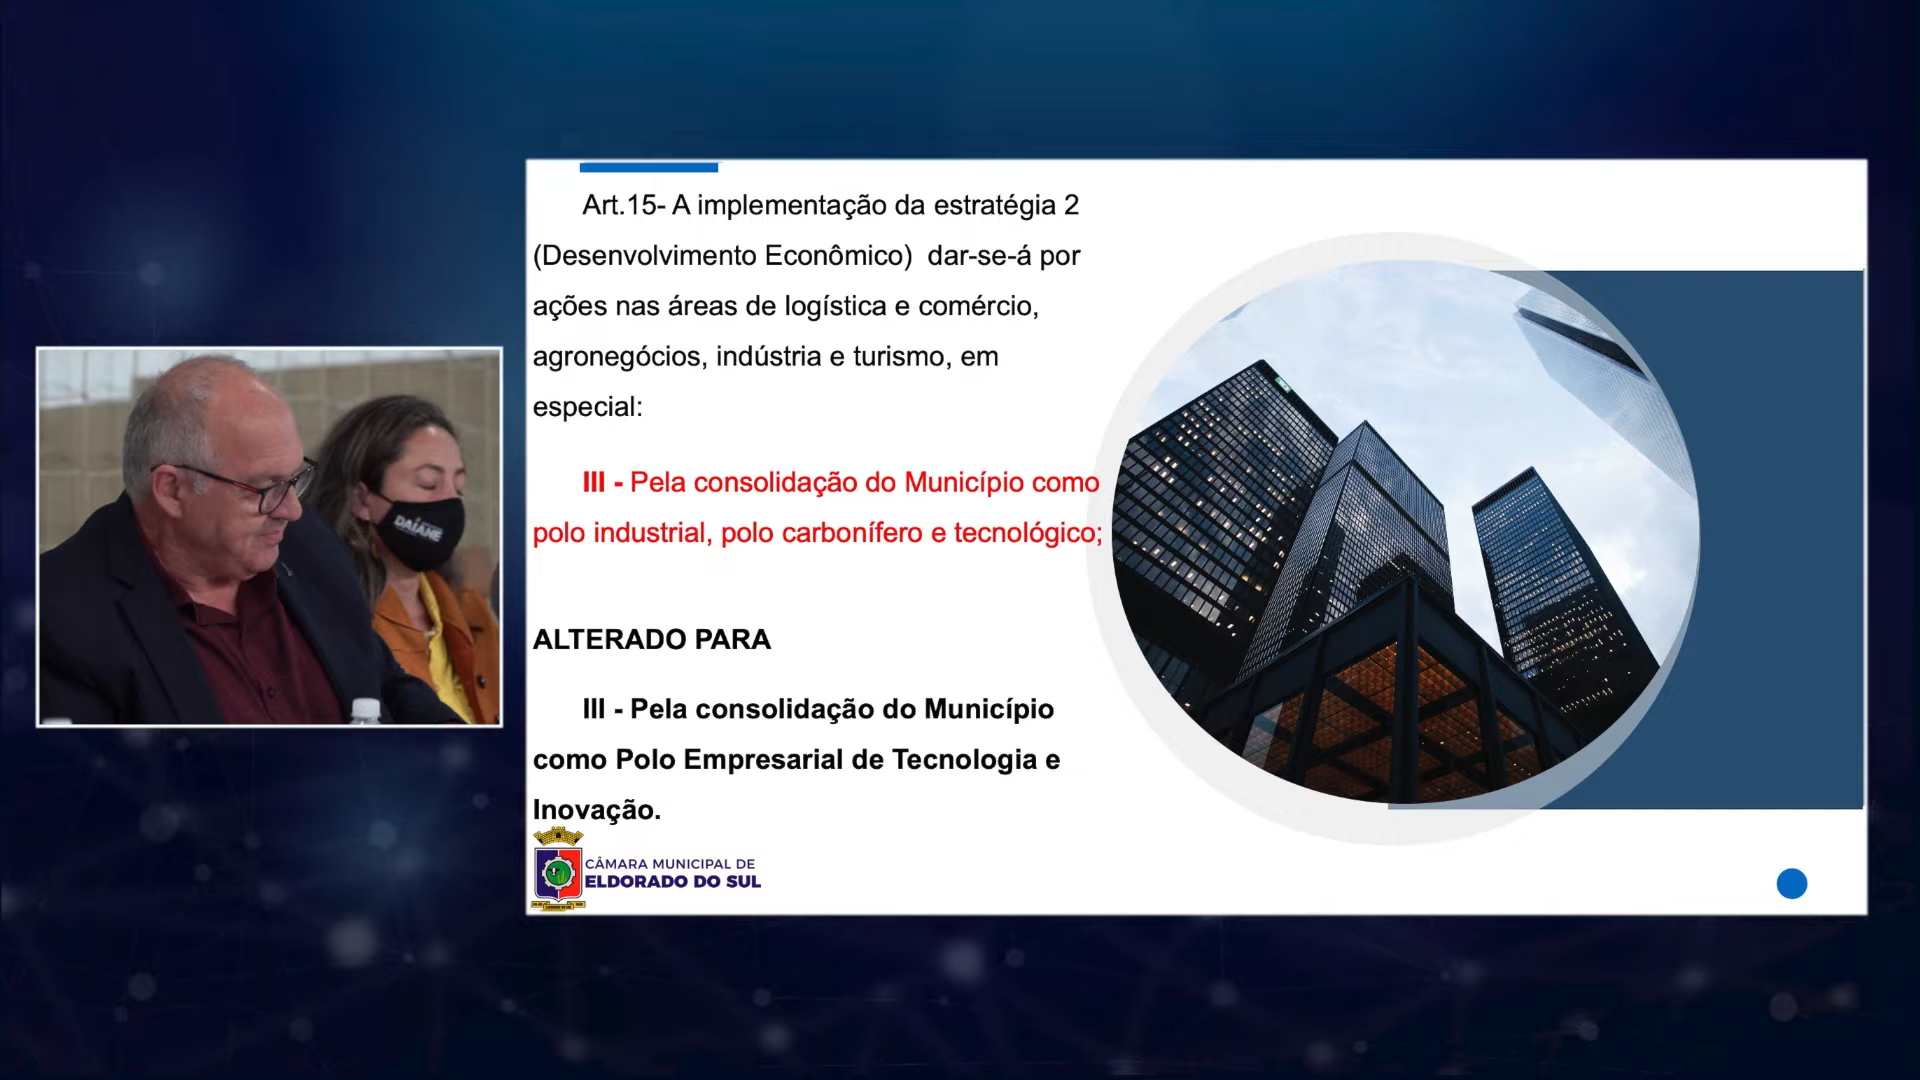 Art.15- A implementação da estratégia 2
(Desenvolvimento Econômico) dar-se-á por
ações nas áreas de logística e comércio,
agronegócios, indústria e turismo, em
especial:
III - Pela consolidação do Município como
polo industrial, polo carbonífero e tecnológico;
ALTERADO PARA
III - Pela consolidação do Município
como Polo Empresarial de Tecnologia e
Inovação.
CÂMARA MUNICIPAL DE
ELDORADO DO SUL
DAIANE